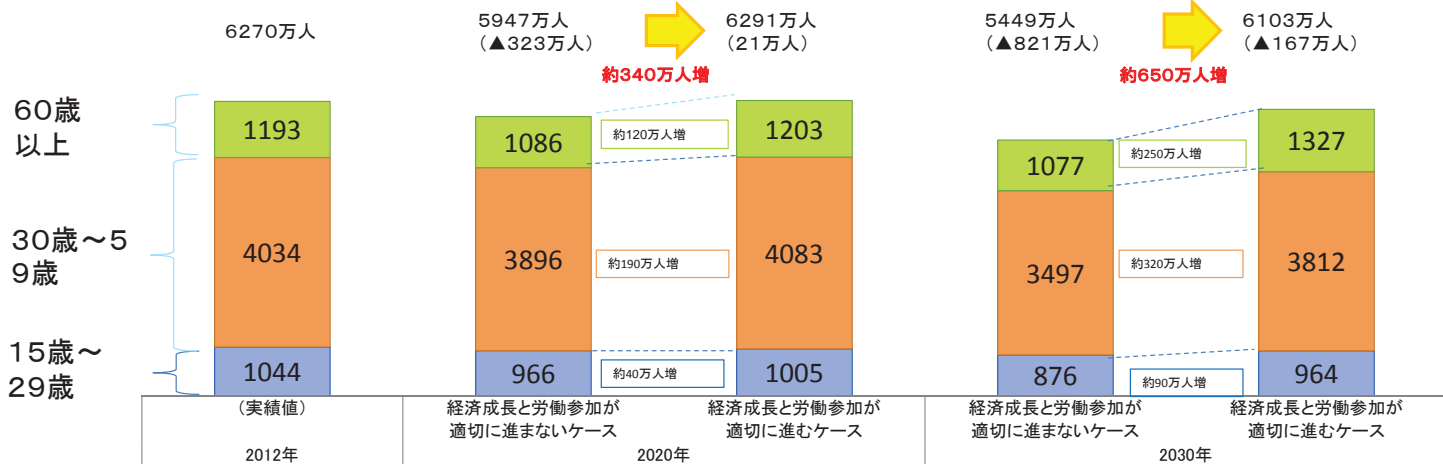 6270万人
5947万人
(▲323万人)
6291万人
(21万人)
約340万人増
5449万人
(▲821万人)
6103万人
(▲167万人)
約650万人増
60歳
以上
30歳～5
9歳
15歳～
29歳
1193
4034
1044
1086
3896
966
約120万人増
約190万人増
約40万人増
1203
4083
1005
1077
3497
876
約250万人増
約320万人増
約90万人増
1327
3812
964
(実績値)
経済成長と労働参加が
適切に進まないケース
経済成長と労働参加が
適切に進むケース
経済成長と労働参加が
適切に進まないケース
経済成長と労働参加が
適切に進むケース
2012年
2020年
2030年